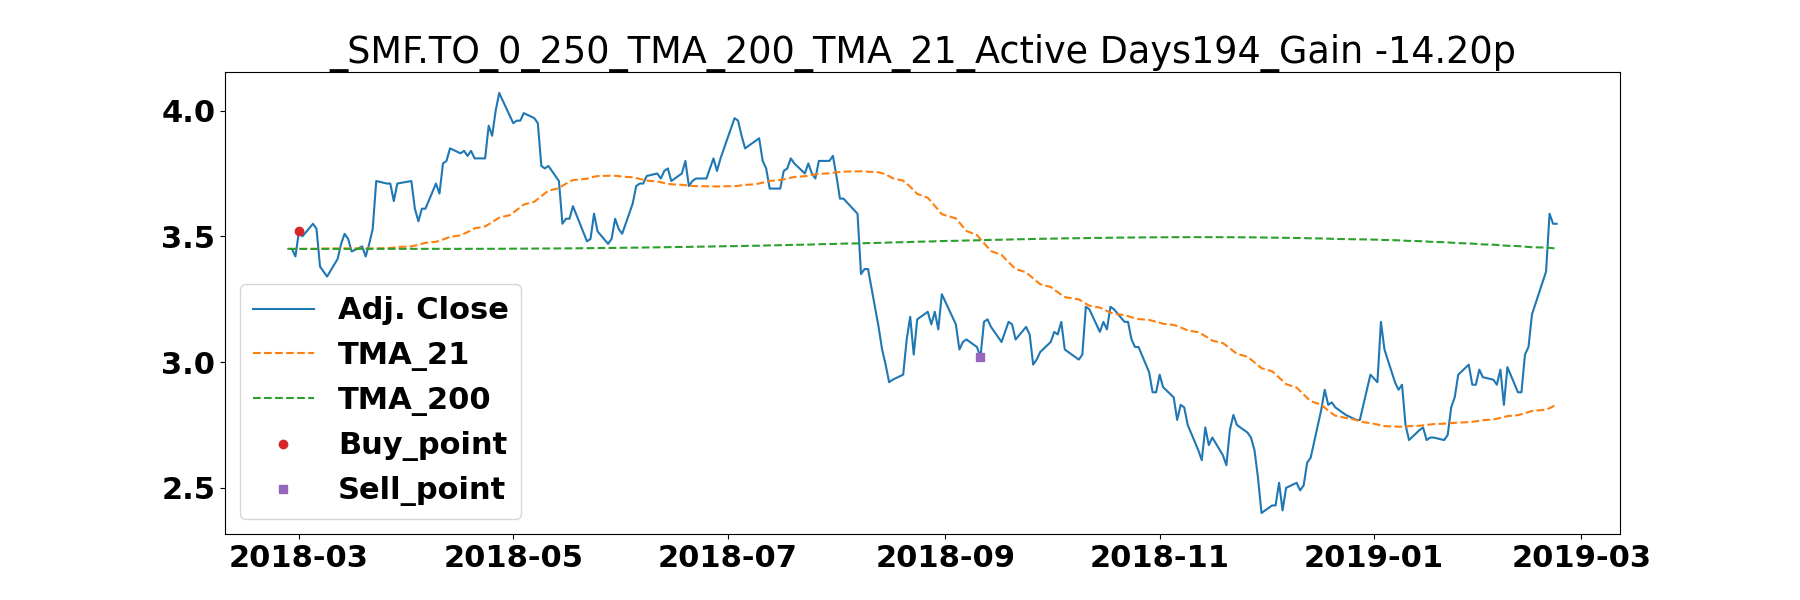 _SMF.TO_0_250_TMA_200_TMA_21_Active Days194_Gain -14.20p
4.0
3.5
3.0
2.5
Adj. Close
TMA_21
TMA_200
Buy_point
Sell_point
2018-03 2018-05 2018-07 2018-09 2018-11 2019-01 2019-03